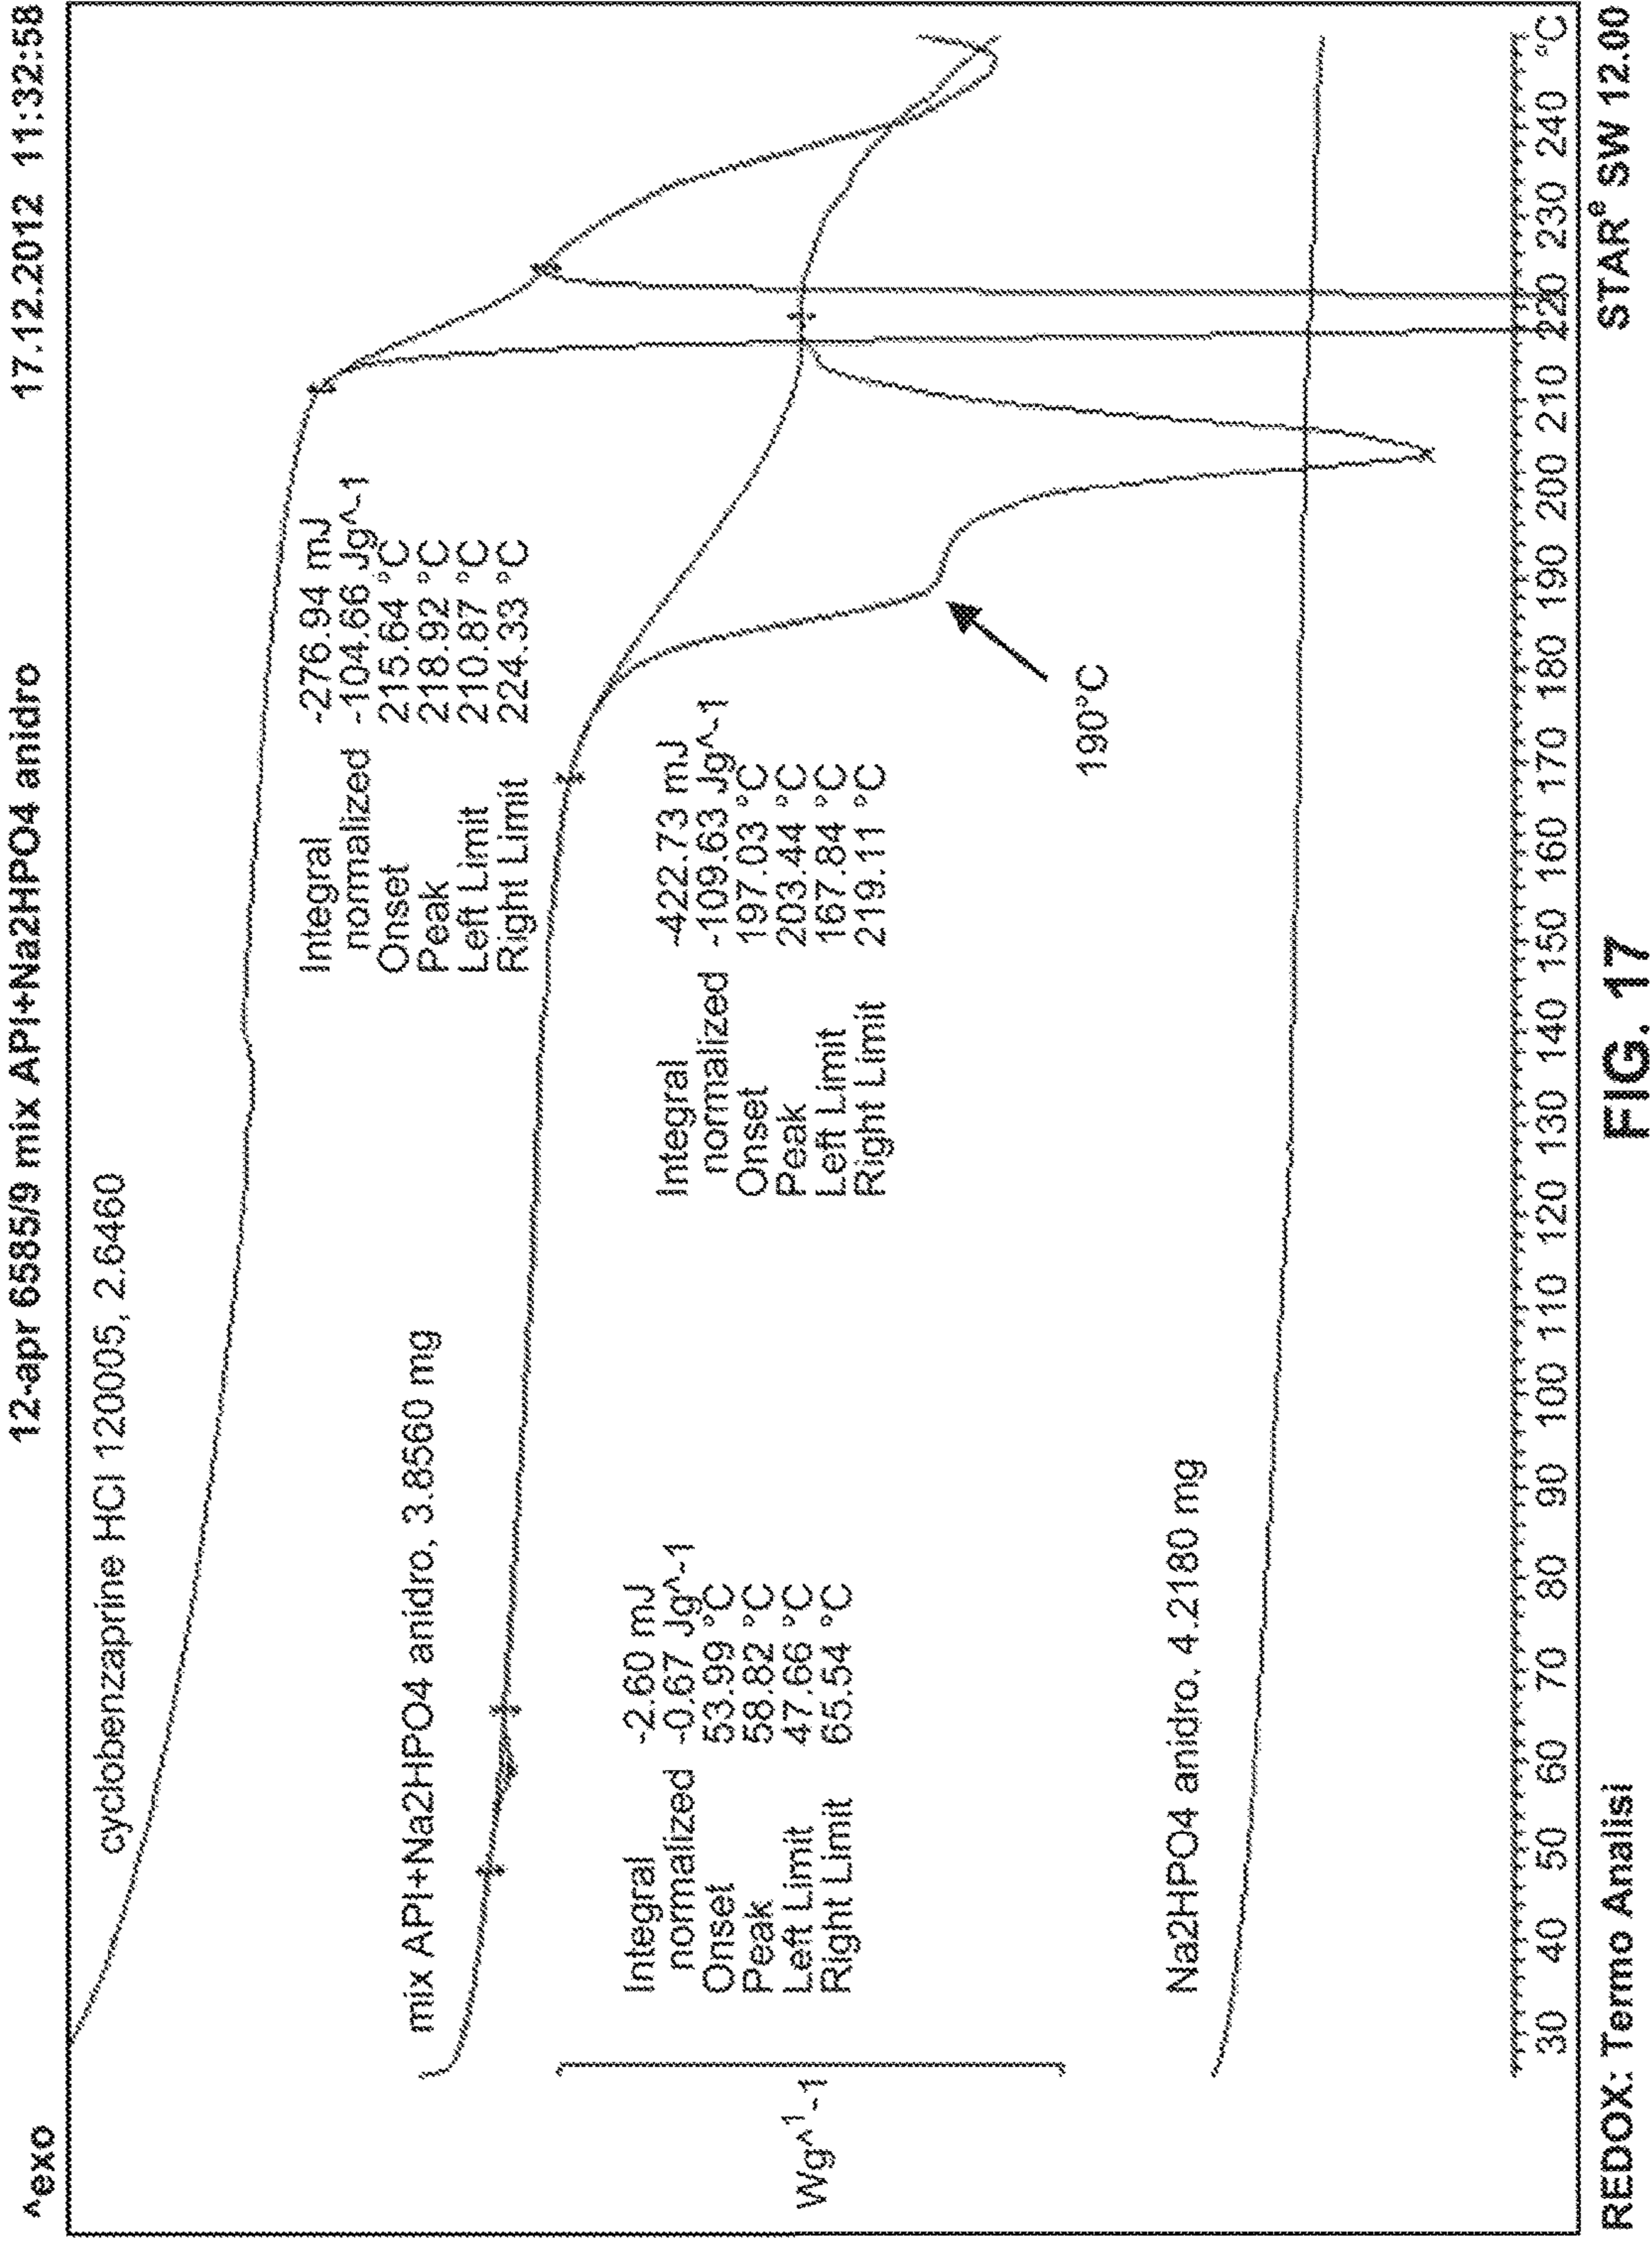 ^exo 12-apr 6585/9 mix API+Na2HPO4 anidro 17.12.2012 11:32:58
cyclobenzaprine HCl 120005, 2.6460
Integral -276.94 mJ
normalized -104.66 Jg^-1
Onset 215.64 °C
Peak 218.92 °C
Left Limit 210.87 °C
Right Limit 224.33 °C
mix API+Na2HPO4 anidro, 3.8560 mg
Integral -2.60 mJ
normalized -0.67 Jg^-1
Onset 53.99 °C
Peak 58.82 °C
Left Limit 47.66 °C
Right Limit 65.54 °C
Integral -422.73 mJ
normalized -109.63 Jg^-1
Onset 197.03 °C
Peak 203.44 °C
Left Limit 167.84 °C
Right Limit 219.11 °C
Wg^1-1
190°C
Na2HPO4 anidro. 4.2180 mg
30 40 50 60 70 80 90 100 110 120 130 140 150 160 170 180 190 200 210 220 230 240 °C
REDOX: Termo Analisi STARe SW 12.00
FIG. 17